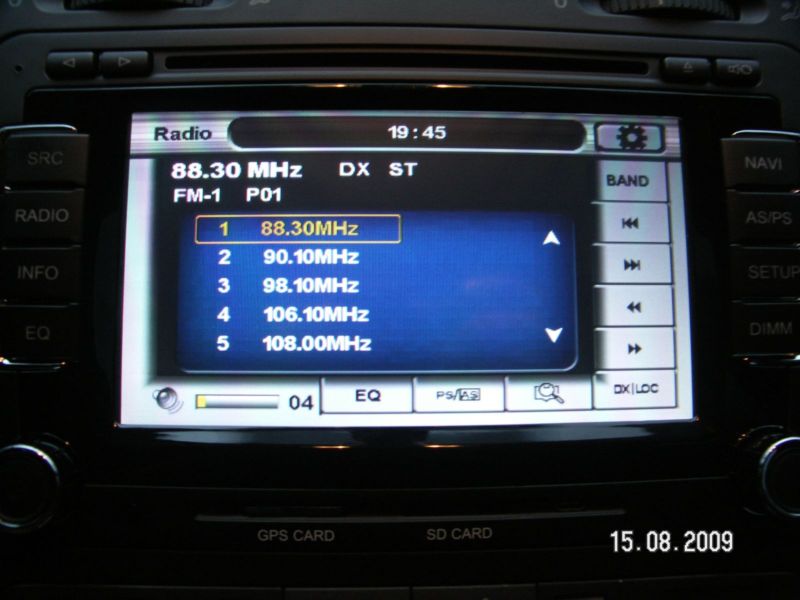 Radio 19:45
SRC
NAVI
88.30 MHz DX ST
BAND
FM-1 P01
RADIO
AS/PS
1 88.30MHz
2 90.10MHz
INFO
SETUP
3 98.10MHz
4 106.10MHz
EQ
DIMM
5 108.00MHz
04 EQ PS/AS DX|LOC
GPS CARD SD CARD
15.08.2009